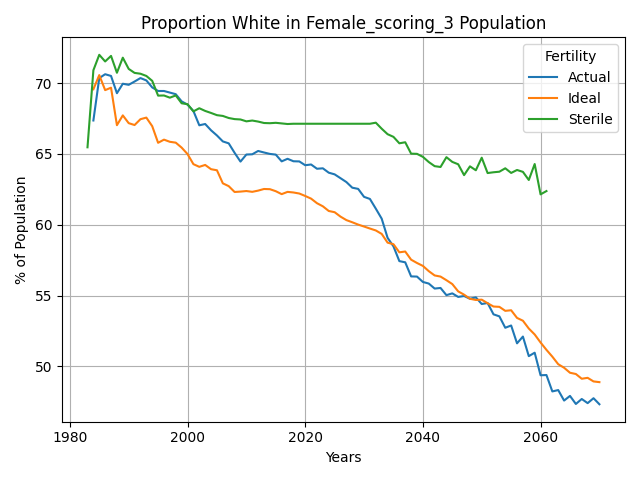 Proportion White in Female_scoring_3 Population
Fertility
Actual
Ideal
Sterile
% of Population
70
65
60
55
50
1980
2000
2020
2040
2060
Years